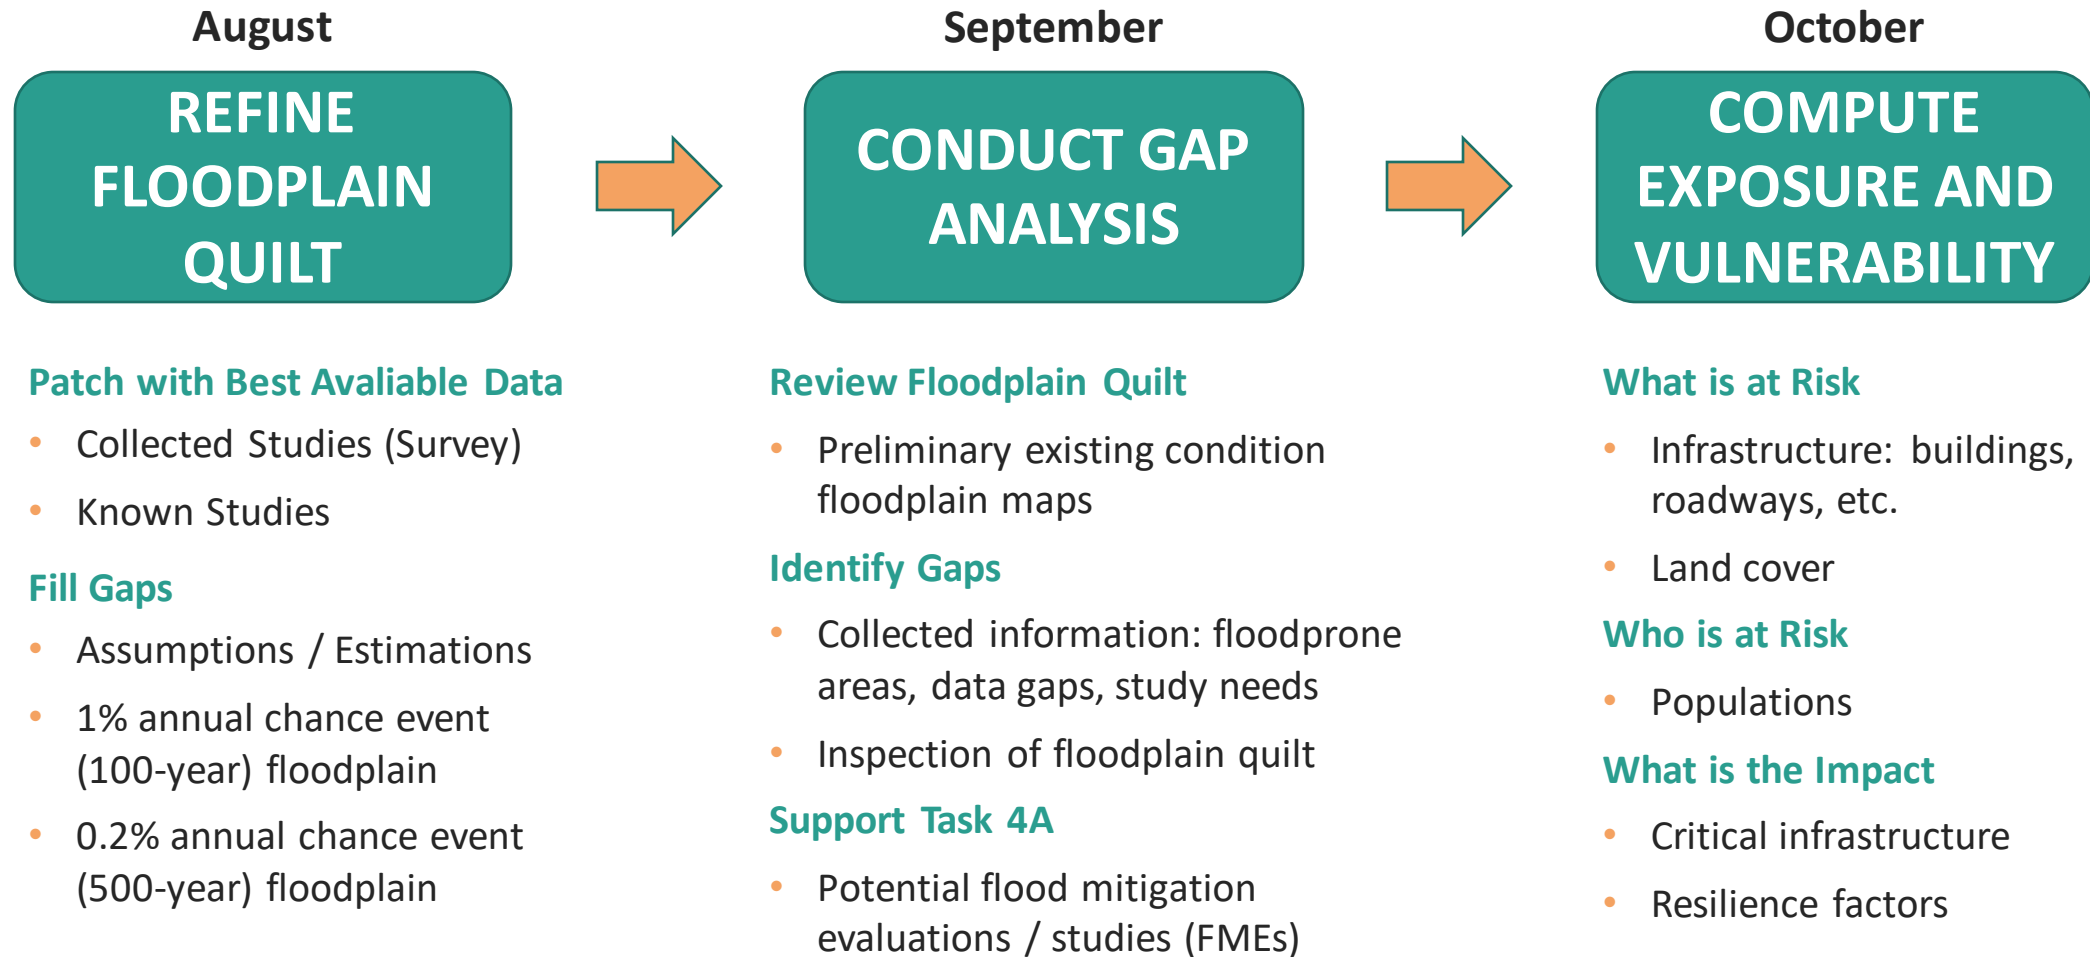 August
REFINE
FLOODPLAIN
QUILT
Patch with Best Avaliable Data
• Collected Studies (Survey)
• Known Studies
Fill Gaps
• Assumptions / Estimations
• 1% annual chance event
(100-year) floodplain
• 0.2% annual chance event
(500-year) floodplain
September
CONDUCT GAP
ANALYSIS
Review Floodplain Quilt
• Preliminary existing condition
floodplain maps
Identify Gaps
• Collected information: floodprone
areas, data gaps, study needs
• Inspection of floodplain quilt
Support Task 4A
• Potential flood mitigation
evaluations / studies (FMEs)
October
COMPUTE
EXPOSURE AND
VULNERABILITY
What is at Risk
• Infrastructure: buildings,
roadways, etc.
• Land cover
Who is at Risk
• Populations
What is the Impact
• Critical infrastructure
• Resilience factors